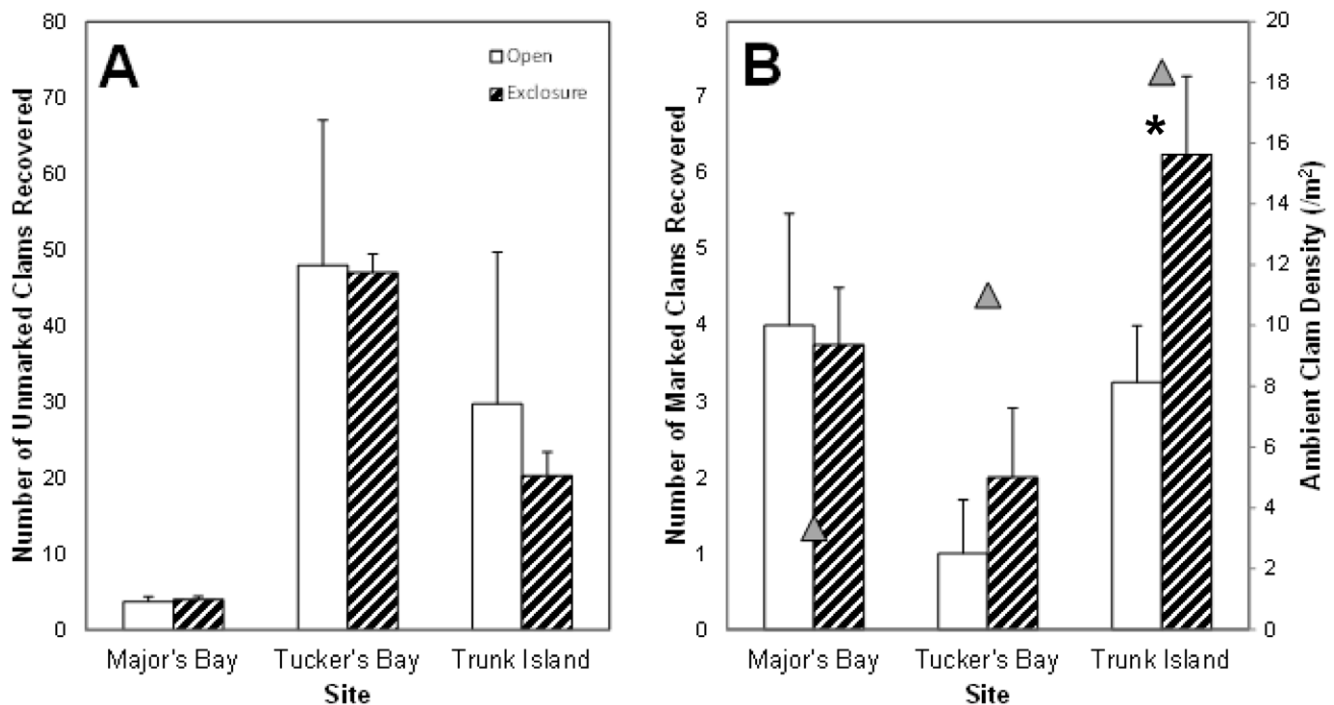 A
Open
Exclosure
80
70
60
50
40
30
20
10
0
Number of Unmarked Clams Recovered
Major's Bay Tucker's Bay Trunk Island
Site
B
*
8
7
6
5
4
3
2
1
0
Number of Marked Clams Recovered
20
18
16
14
12
10
8
6
4
2
0
Ambient Clam Density (/m²)
Major's Bay Tucker's Bay Trunk Island
Site